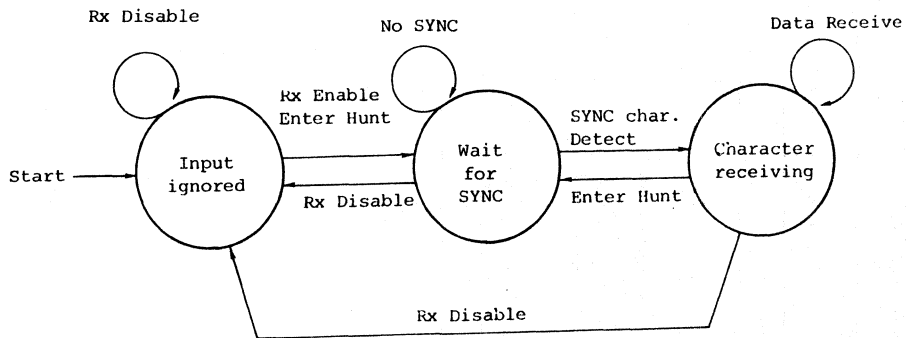 Rx Disable
No SYNC
Data Receive
Rx Enable
Enter Hunt
SYNC char.
Detect
Start
Input
ignored
Wait
for
SYNC
Character
receiving
Rx Disable
Enter Hunt
Rx Disable